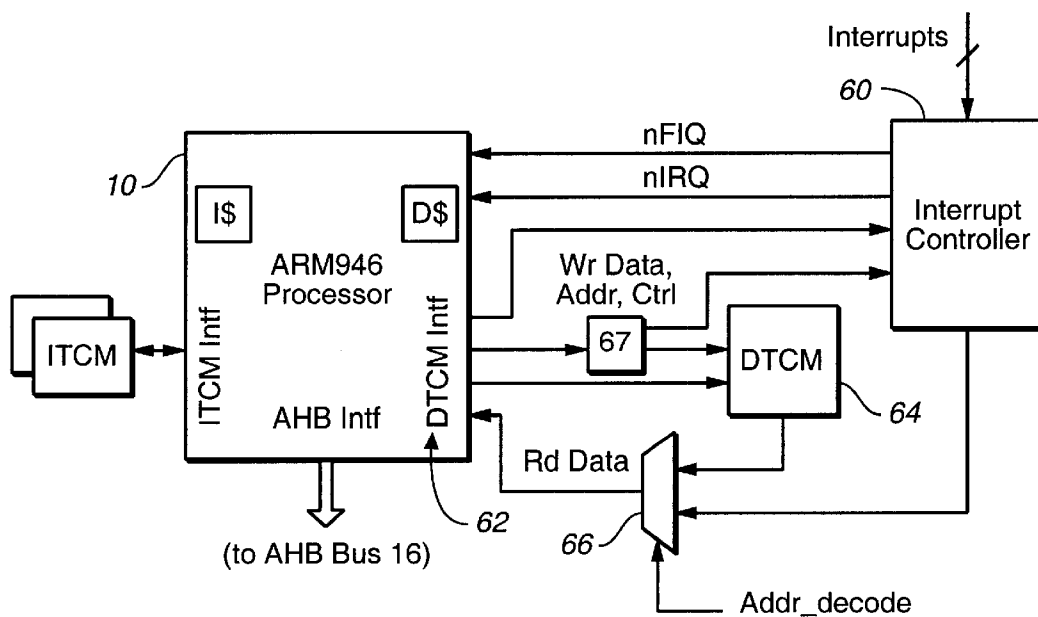 Interrupts
60
nFIQ
10
nIRQ
I$
D$
Interrupt
Controller
ARM946
Processor
Wr Data,
Addr, Ctrl
ITCM
ITCM Intf
DTCM Intf
67
DTCM
AHB Intf
64
Rd Data
62
66
(to AHB Bus 16)
Addr_decode